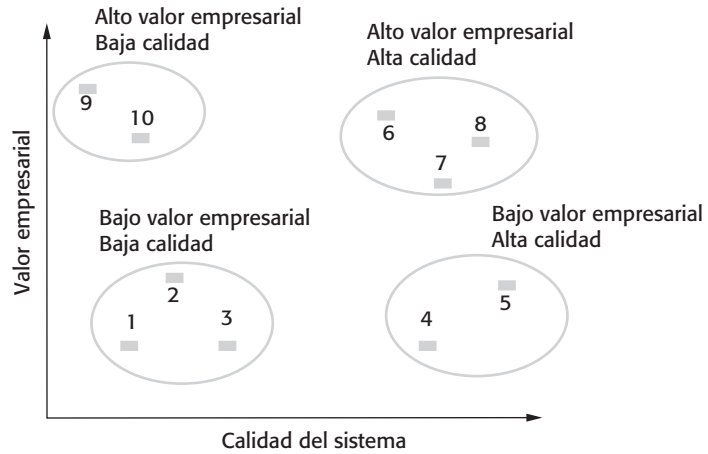 Alto valor empresarial
Baja calidad
9
10
Alto valor empresarial
Alta calidad
6
8
7
Bajo valor empresarial
Baja calidad
2
1
3
Bajo valor empresarial
Alta calidad
5
4
Valor empresarial
Calidad del sistema